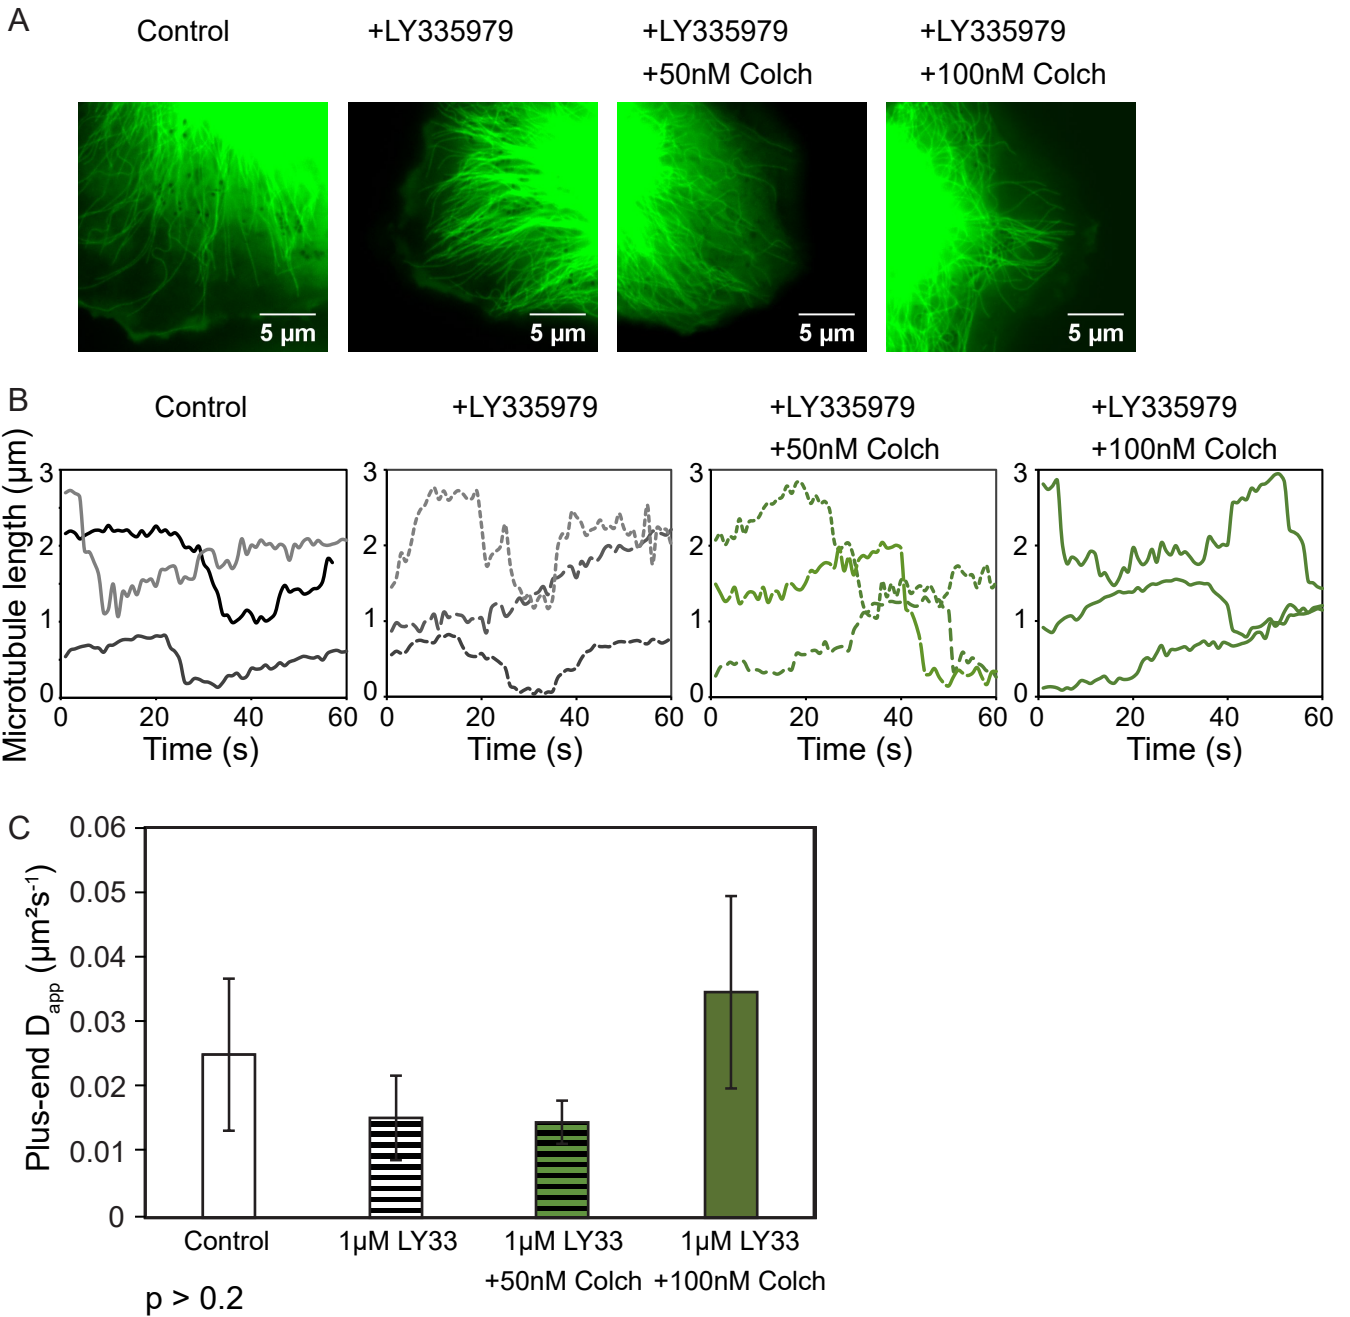 A
Control
+LY335979
+LY335979
+50nM Colch
+LY335979
+100nM Colch
5 µm
5 µm
5 µm
5 µm
B
Control
+LY335979
+LY335979
+50nM Colch
+LY335979
+100nM Colch
Microtubule length (µm)
3
2
1
0
0
20
40
60
Time (s)
3
2
1
0
0
20
40
60
Time (s)
3
2
1
0
0
20
40
60
Time (s)
3
2
1
0
0
20
40
60
Time (s)
C
Plus-end Dapp (µm²s⁻¹)
0.06
0.05
0.04
0.03
0.02
0.01
0
Control
1µM LY33
1µM LY33
+50nM Colch
1µM LY33
+100nM Colch
p > 0.2